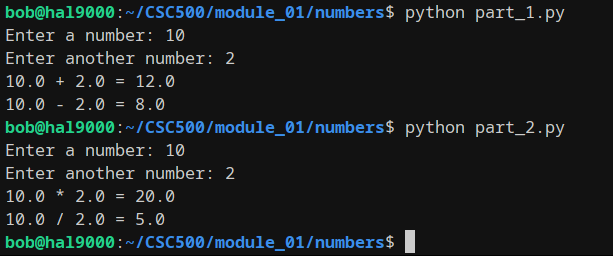 bob@hal9000:~/CSC500/module_01/numbers$ python part_1.py
Enter a number: 10
Enter another number: 2
10.0 + 2.0 = 12.0
10.0 - 2.0 = 8.0
bob@hal9000:~/CSC500/module_01/numbers$ python part_2.py
Enter a number: 10
Enter another number: 2
10.0 * 2.0 = 20.0
10.0 / 2.0 = 5.0
bob@hal9000:~/CSC500/module_01/numbers$